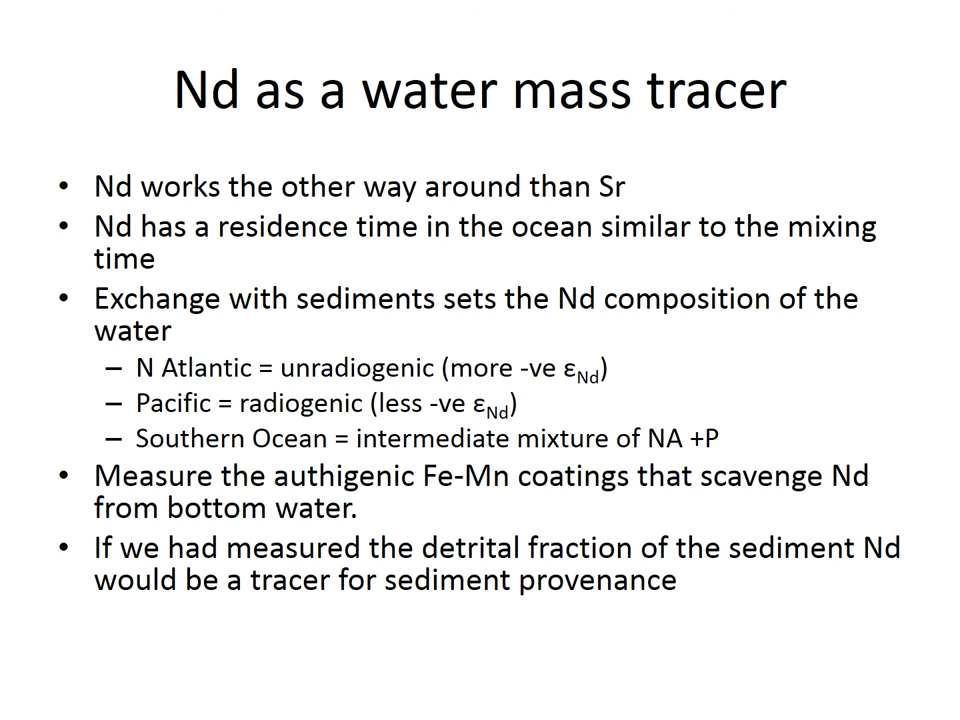 Nd as a water mass tracer
• Nd works the other way around than Sr
• Nd has a residence time in the ocean similar to the mixing
time
• Exchange with sediments sets the Nd composition of the
water
– N Atlantic = unradiogenic (more -ve εNd)
– Pacific = radiogenic (less -ve εNd)
– Southern Ocean = intermediate mixture of NA +P
• Measure the authigenic Fe-Mn coatings that scavenge Nd
from bottom water.
• If we had measured the detrital fraction of the sediment Nd
would be a tracer for sediment provenance